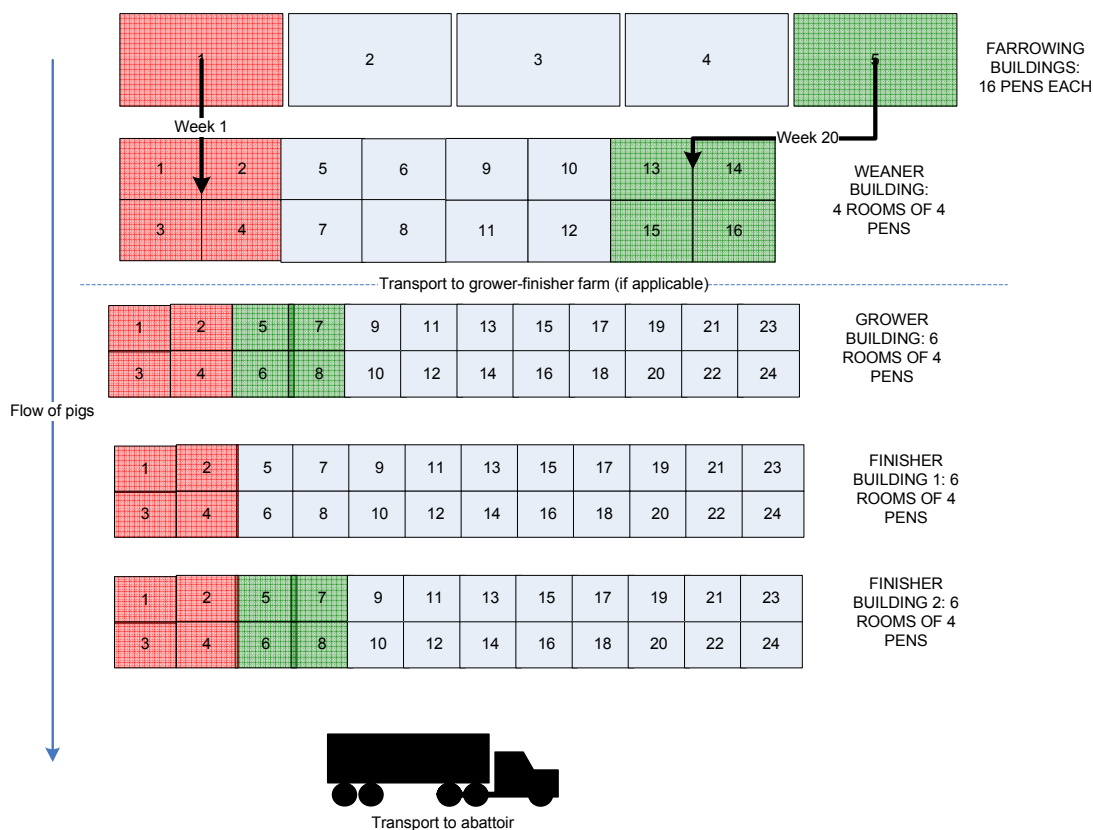 1 2 3 4 5
FARROWING
BUILDINGS:
16 PENS EACH
Week 1
Week 20
1 2 5 6 9 10 13 14
3 4 7 8 11 12 15 16
WEANER
BUILDING:
4 ROOMS OF 4
PENS
Transport to grower-finisher farm (if applicable)
1 2 5 7 9 11 13 15 17 19 21 23
3 4 6 8 10 12 14 16 18 20 22 24
GROWER
BUILDING: 6
ROOMS OF 4
PENS
Flow of pigs
1 2 5 7 9 11 13 15 17 19 21 23
3 4 6 8 10 12 14 16 18 20 22 24
FINISHER
BUILDING 1: 6
ROOMS OF 4
PENS
1 2 5 7 9 11 13 15 17 19 21 23
3 4 6 8 10 12 14 16 18 20 22 24
FINISHER
BUILDING 2: 6
ROOMS OF 4
PENS
Transport to abattoir